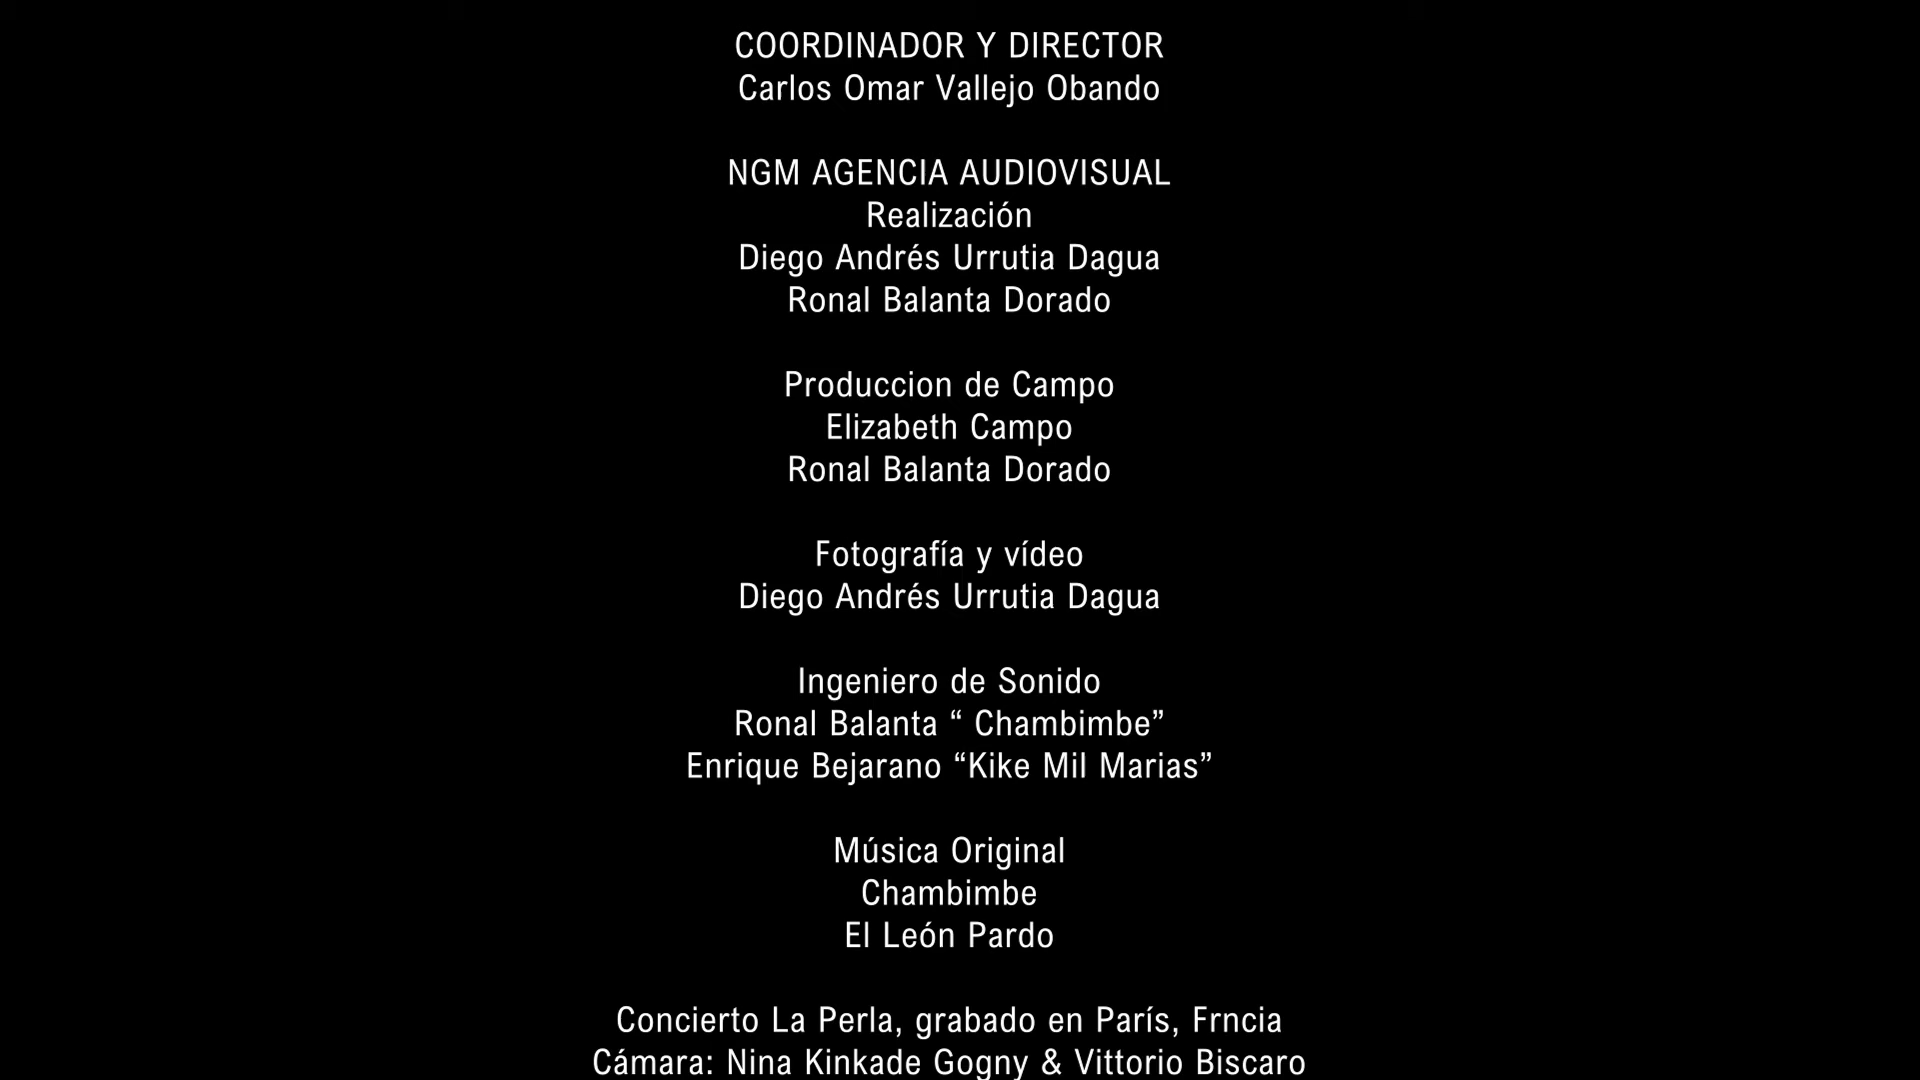 COORDINADOR Y DIRECTOR
Carlos Omar Vallejo Obando
NGM AGENCIA AUDIOVISUAL
Realización
Diego Andrés Urrutia Dagua
Ronal Balanta Dorado
Produccion de Campo
Elizabeth Campo
Ronal Balanta Dorado
Fotografía y vídeo
Diego Andrés Urrutia Dagua
Ingeniero de Sonido
Ronal Balanta “ Chambimbe”
Enrique Bejarano “Kike Mil Marias”
Música Original
Chambimbe
El León Pardo
Concierto La Perla, grabado en París, Frncia
Cámara: Nina Kinkade Gogny & Vittorio Biscaro